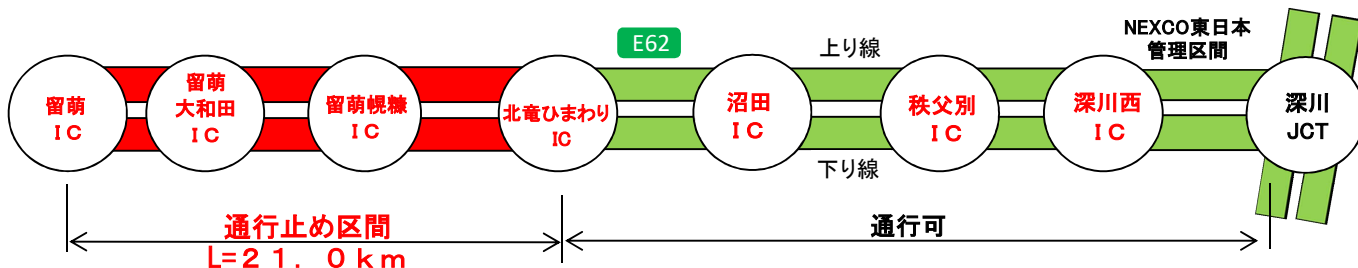 E62
上り線
NEXCO東日本
管理区間
留萌
IC
留萌
大和田
IC
留萌幌糠
IC
北竜ひまわり
IC
沼田
IC
秩父別
IC
深川西
IC
深川
JCT
下り線
通行止め区間
L=21.0km
通行可